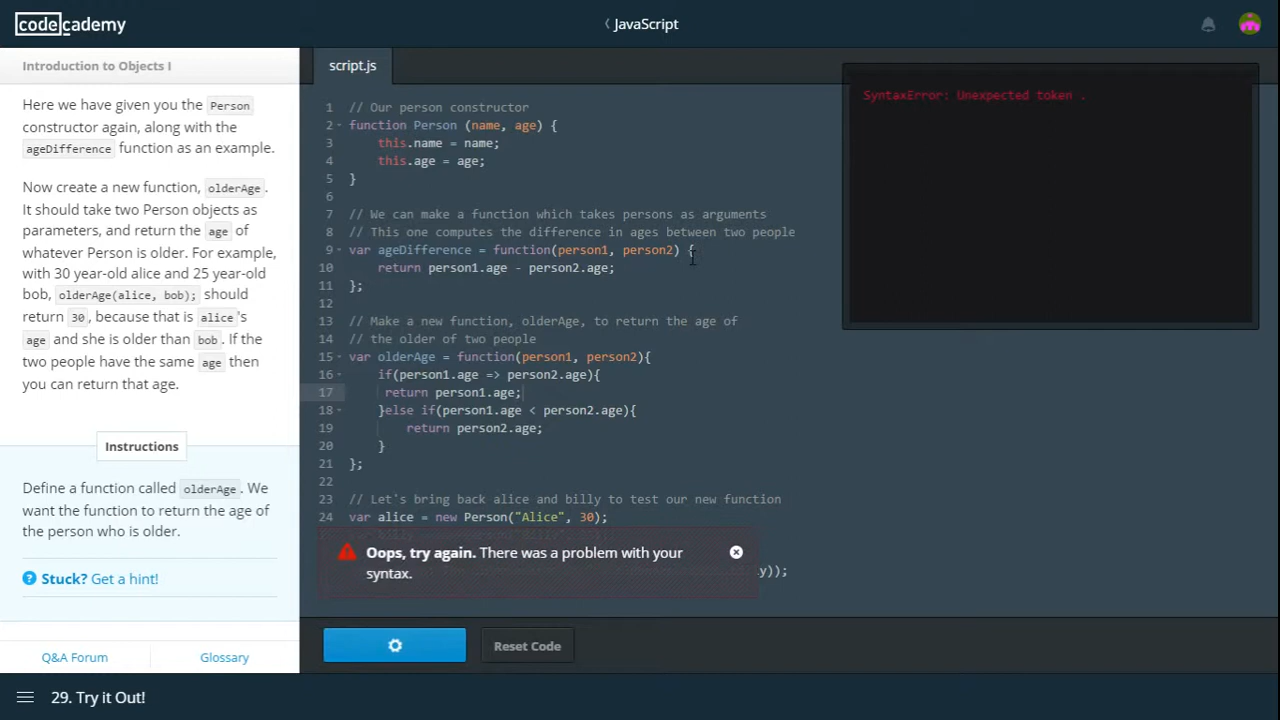 codecademy
JavaScript
Introduction to Objects I
script.js
Here we have given you the Person
constructor again, along with the
ageDifference function as an example.
Now create a new function, olderAge.
It should take two Person objects as
parameters, and return the age of
whatever Person is older. For example,
with 30 year-old alice and 25 year-old
bob, olderAge(alice, bob); should
return 30, because that is alice's
age and she is older than bob. If the
two people have the same age then
you can return that age.
Instructions
Define a function called olderAge. We
want the function to return the age of
the person who is older.
Stuck? Get a hint!
Q&A Forum
Glossary
1 // Our person constructor
2 function Person (name, age) {
3 this.name = name;
4 this.age = age;
5 }
6
7 // We can make a function which takes persons as arguments
8 // This one computes the difference in ages between two people
9 var ageDifference = function(person1, person2) {
10 return person1.age - person2.age;
11 };
12
13 // Make a new function, olderAge, to return the age of
14 // the older of two people
15 var olderAge = function(person1, person2){
16 if(person1.age => person2.age){
17 return person1.age;
18 }else if(person1.age < person2.age){
19 return person2.age;
20 }
21 };
22
23 // Let's bring back alice and billy to test our new function
24 var alice = new Person("Alice", 30);
y));
Oops, try again. There was a problem with your
syntax.
SyntaxError: Unexpected token .
Reset Code
29. Try it Out!